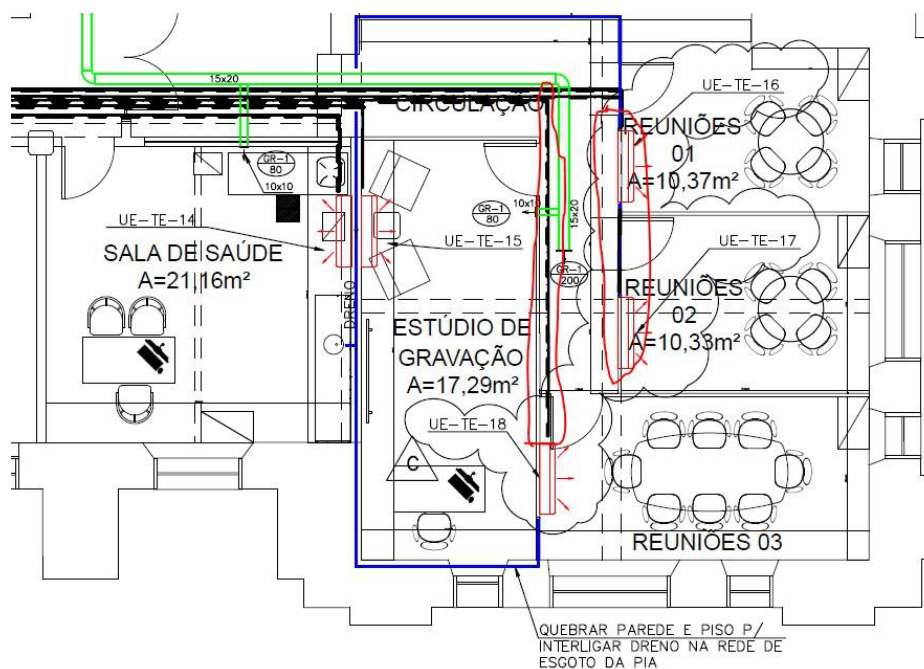 15x20
CIRCULAÇÃO
UE-TE-16
REUNIÕES
01
A=10,37m²
GR-1
80
10x10
UE-TE-14
UE-TE-15
GR-1
80
10x10
15x20
UE-TE-17
SALA DE SAÚDE
A=21,16m²
GR-1
200
REUNIÕES
02
A=10,33m²
DRENO
ESTÚDIO DE
GRAVAÇÃO
A=17,29m²
UE-TE-18
C
REUNIÕES 03
QUEBRAR PAREDE E PISO P/
INTERLIGAR DRENO NA REDE DE
ESGOTO DA PIA